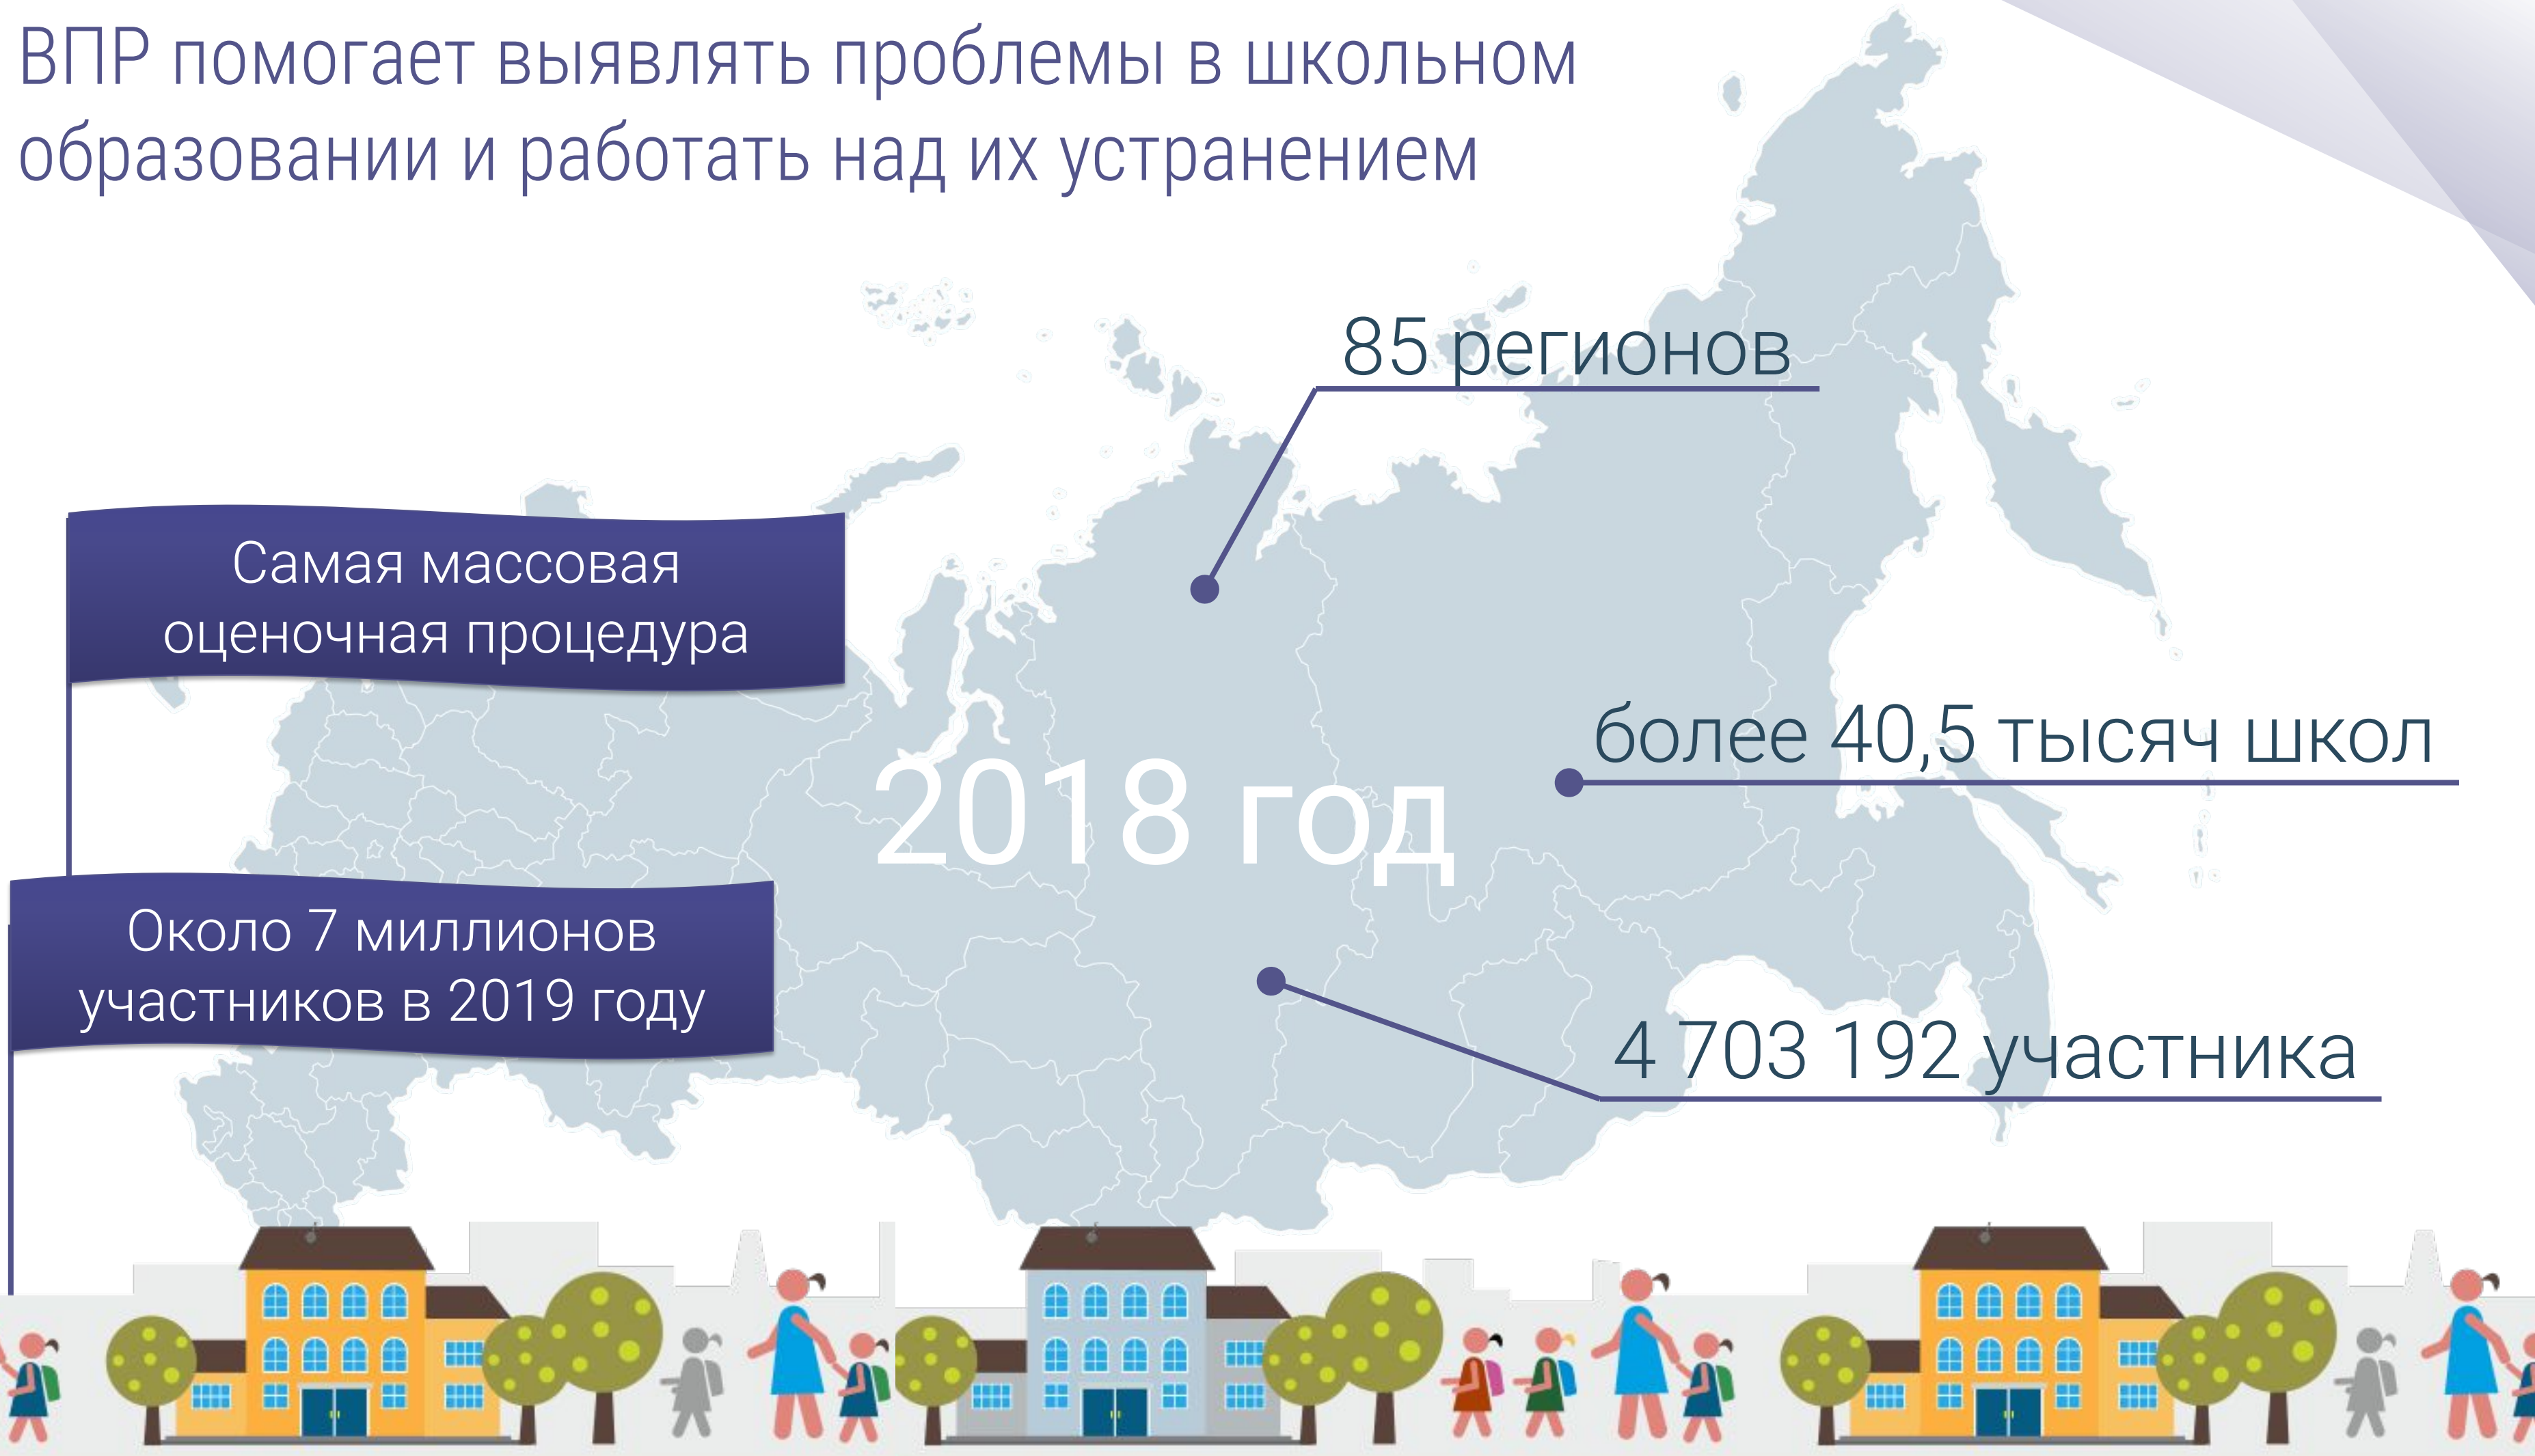 ВПР помогает выявлять проблемы в школьном
образовании и работать над их устранением
85 регионов
Самая массовая
оценочная процедура
более 40,5 тысяч школ
2018 год
Около 7 миллионов
участников в 2019 году
4 703 192 участника